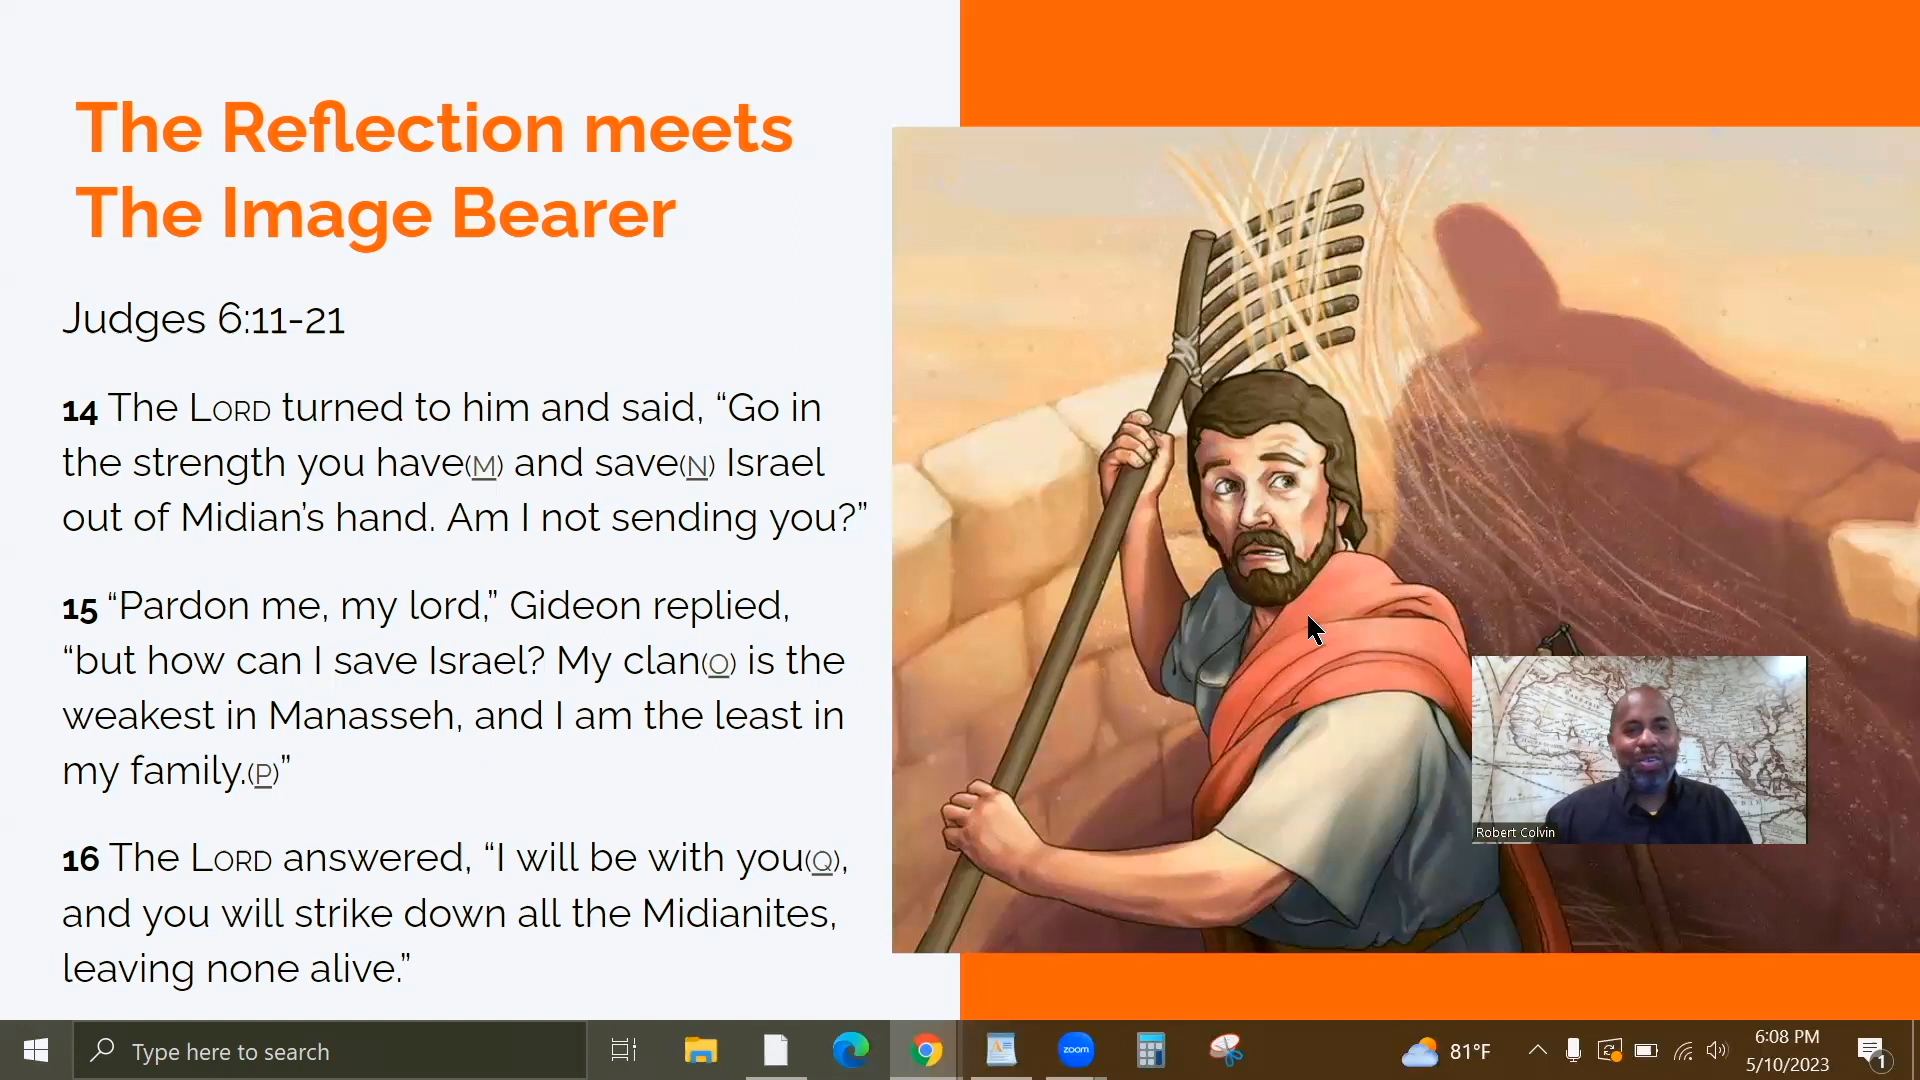 The Reflection meets
The Image Bearer
Judges 6:11-21
14 The LORD turned to him and said, “Go in
the strength you have(M) and save(N) Israel
out of Midian’s hand. Am I not sending you?”
15 “Pardon me, my lord,” Gideon replied,
“but how can I save Israel? My clan(O) is the
weakest in Manasseh, and I am the least in
my family.(P)”
16 The LORD answered, “I will be with you(Q),
and you will strike down all the Midianites,
leaving none alive.”
Robert Colvin
Type here to search
zoom
81°F
6:08 PM
5/10/2023
1